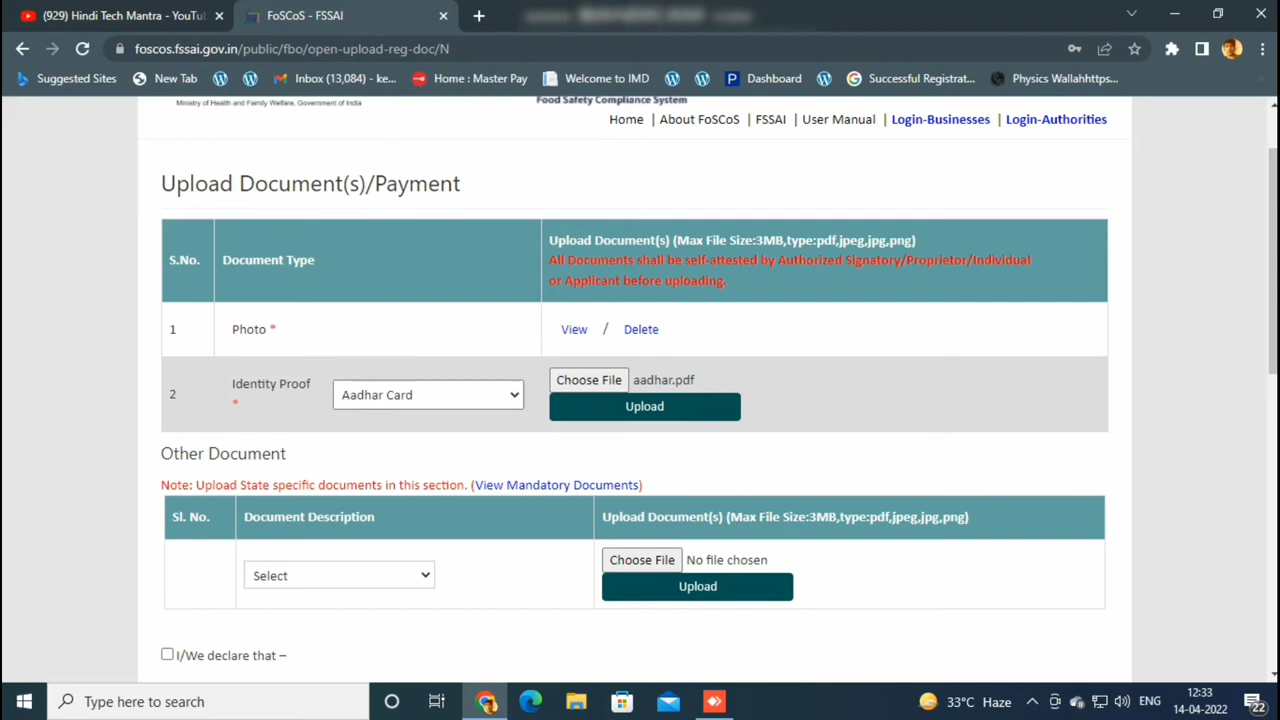 (929) Hindi Tech Mantra - YouTu
FoSCoS - FSSAI
foscos.fssai.gov.in/public/fbo/open-upload-reg-doc/N
Suggested Sites
New Tab
Inbox (13,084) - ke...
Home : Master Pay
Welcome to IMD
Dashboard
Successful Registrat...
Physics Wallahhttps...
Ministry of Health and Family Welfare, Government of India
Food Safety Compliance System
Home | About FoSCoS | FSSAI | User Manual | Login-Businesses | Login-Authorities
Upload Document(s)/Payment
S.No.
Document Type
Upload Document(s) (Max File Size:3MB,type:pdf,jpeg,jpg,png)
All Documents shall be self-attested by Authorized Signatory/Proprietor/Individual
or Applicant before uploading.
1
Photo *
View / Delete
2
Identity Proof
*
Aadhar Card
Choose File aadhar.pdf
Upload
Other Document
Note: Upload State specific documents in this section. (View Mandatory Documents)
Sl. No.
Document Description
Upload Document(s) (Max File Size:3MB,type:pdf,jpeg,jpg,png)
Select
Choose File No file chosen
Upload
I/We declare that –
Type here to search
33°C Haze
ENG
12:33
14-04-2022
22